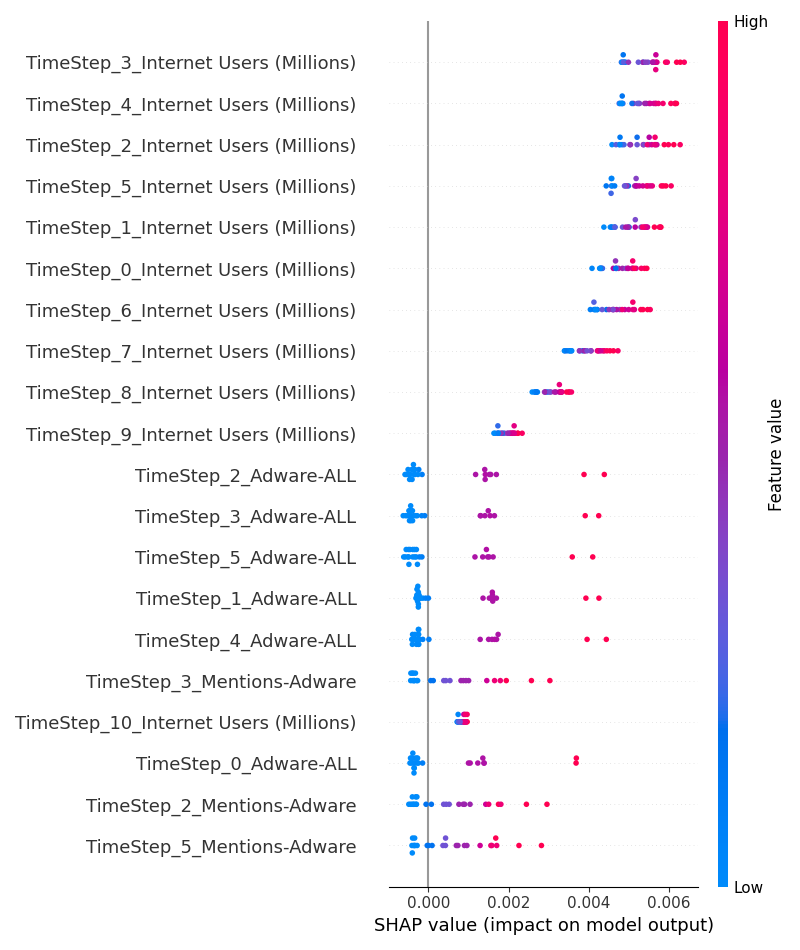 High
TimeStep_3_Internet Users (Millions)
TimeStep_4_Internet Users (Millions)
TimeStep_2_Internet Users (Millions)
TimeStep_5_Internet Users (Millions)
TimeStep_1_Internet Users (Millions)
TimeStep_0_Internet Users (Millions)
TimeStep_6_Internet Users (Millions)
TimeStep_7_Internet Users (Millions)
TimeStep_8_Internet Users (Millions)
TimeStep_9_Internet Users (Millions)
TimeStep_2_Adware-ALL
TimeStep_3_Adware-ALL
TimeStep_5_Adware-ALL
TimeStep_1_Adware-ALL
TimeStep_4_Adware-ALL
TimeStep_3_Mentions-Adware
TimeStep_10_Internet Users (Millions)
TimeStep_0_Adware-ALL
TimeStep_2_Mentions-Adware
TimeStep_5_Mentions-Adware
Feature value
Low
0.000 0.002 0.004 0.006
SHAP value (impact on model output)